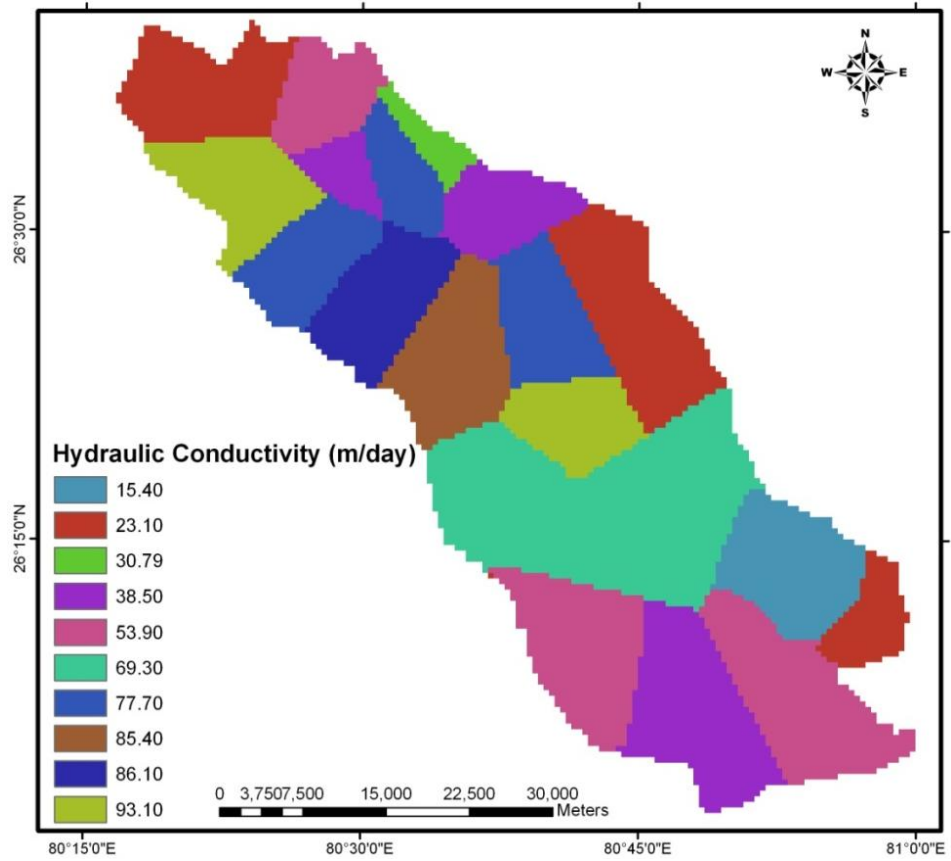 N
W E
S
26°30'0"N
26°15'0"N
Hydraulic Conductivity (m/day)
15.40
23.10
30.79
38.50
53.90
69.30
77.70
85.40
86.10
93.10
0 3,7507,500 15,000 22,500 30,000
Meters
80°15'0"E 80°30'0"E 80°45'0"E 81°0'0"E